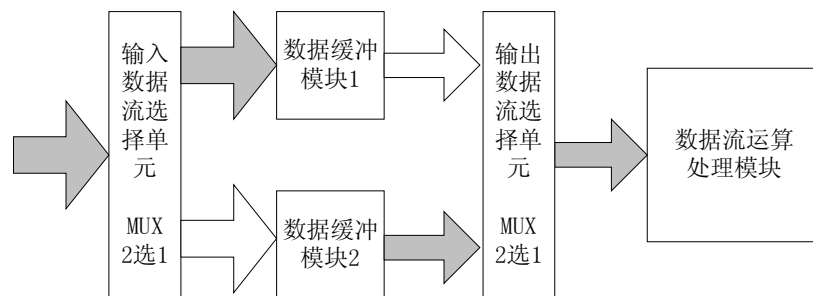 输入
数据
流选
择单
元
MUX
2选1
数据缓冲
模块1
数据缓冲
模块2
输出
数据
流选
择单
元
MUX
2选1
数据流运算
处理模块